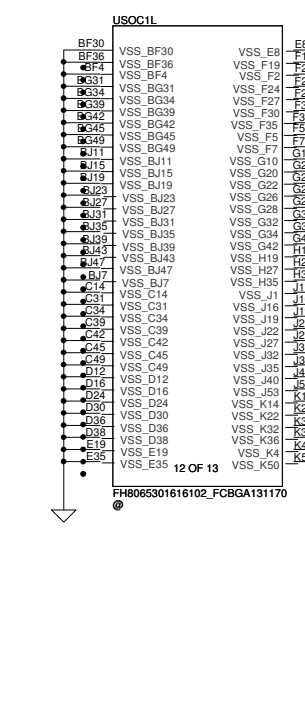 USOC1L
BF30 VSS_BF30 VSS_E8
BF36 VSS_BF36 VSS_F19
BF4 VSS_BF4 VSS_F2
BG31 VSS_BG31 VSS_F24
BG34 VSS_BG34 VSS_F27
BG39 VSS_BG39 VSS_F30
BG42 VSS_BG42 VSS_F35
BG45 VSS_BG45 VSS_F5
BG49 VSS_BG49 VSS_F7
BJ11 VSS_BJ11 VSS_G10
BJ15 VSS_BJ15 VSS_G20
BJ19 VSS_BJ19 VSS_G22
BJ23 VSS_BJ23 VSS_G26
BJ27 VSS_BJ27 VSS_G28
BJ31 VSS_BJ31 VSS_G32
BJ35 VSS_BJ35 VSS_G34
BJ39 VSS_BJ39 VSS_G42
BJ43 VSS_BJ43 VSS_H19
BJ47 VSS_BJ47 VSS_H27
BJ7 VSS_BJ7 VSS_H35
C14 VSS_C14 VSS_J1
C31 VSS_C31 VSS_J16
C34 VSS_C34 VSS_J19
C39 VSS_C39 VSS_J22
C42 VSS_C42 VSS_J27
C45 VSS_C45 VSS_J32
C49 VSS_C49 VSS_J35
D12 VSS_D12 VSS_J40
D16 VSS_D16 VSS_J53
D24 VSS_D24 VSS_K14
D30 VSS_D30 VSS_K22
D36 VSS_D36 VSS_K32
D38 VSS_D38 VSS_K36
E19 VSS_E19 VSS_K4
E35 VSS_E35 12 OF 13 VSS_K50
FH8065301616102_FCBGA131170
@